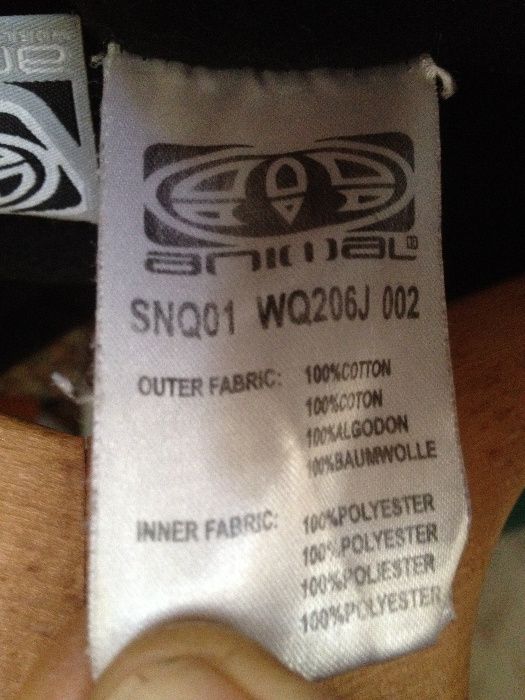 animal
SNQ01 WQ206J 002
OUTER FABRIC: 100%COTTON
100%COTON
100%ALGODON
100%BAUMWOLLE
INNER FABRIC: 100%POLYESTER
100%POLYESTER
100%POLIESTER
100%POLYESTER